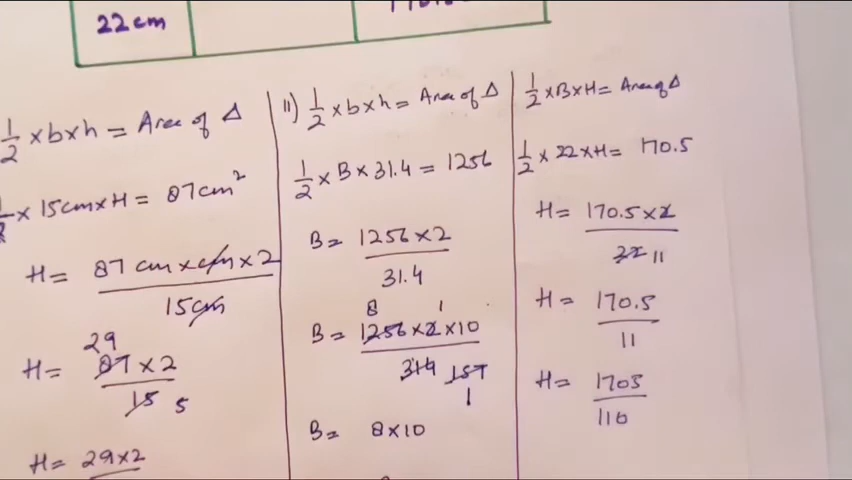 22cm
1/2 × b × h = Area of Δ
1/2 × 15cm × H = 87cm²
H = 87 cm × cm × 2 / 15cm
29
H = 87 × 2 / 15 5
H = 29×2
11) 1/2 × b × h = Area of Δ
1/2 × B × 31.4 = 1256
B = 1256 × 2 / 31.4
8 1
B = 1256 × 2 × 10 / 314 157
1
B = 8×10
1/2 × B × H = Area of Δ
1/2 × 22 × H = 170.5
H = 170.5 × 2 / 22 11
H = 170.5 / 11
H = 1705 / 110